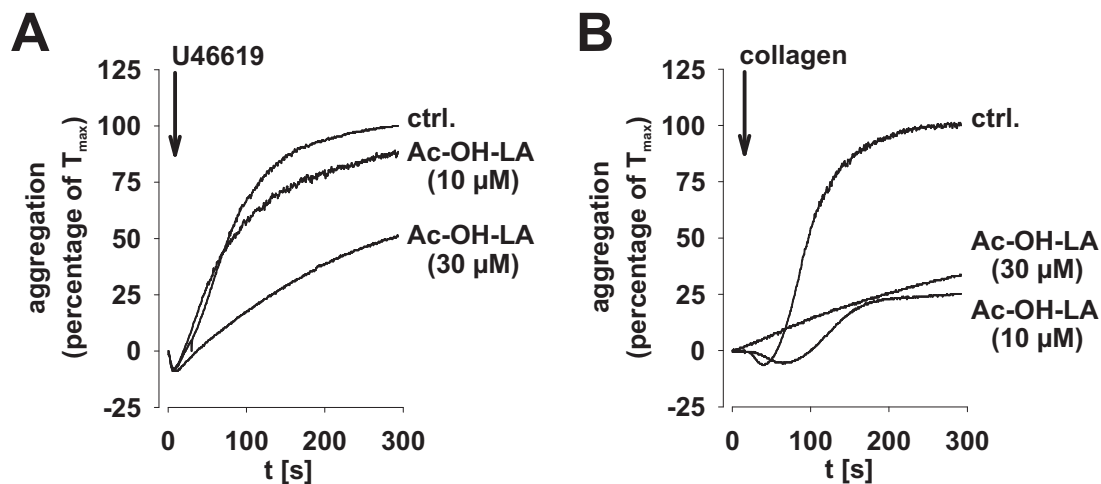 A
U46619
125
100
75
50
25
0
-25
aggregation
(percentage of Tmax)
ctrl.
Ac-OH-LA
(10 µM)
Ac-OH-LA
(30 µM)
0 100 200 300
t [s]
B
collagen
125
100
75
50
25
0
-25
aggregation
(percentage of Tmax)
ctrl.
Ac-OH-LA
(30 µM)
Ac-OH-LA
(10 µM)
0 100 200 300
t [s]